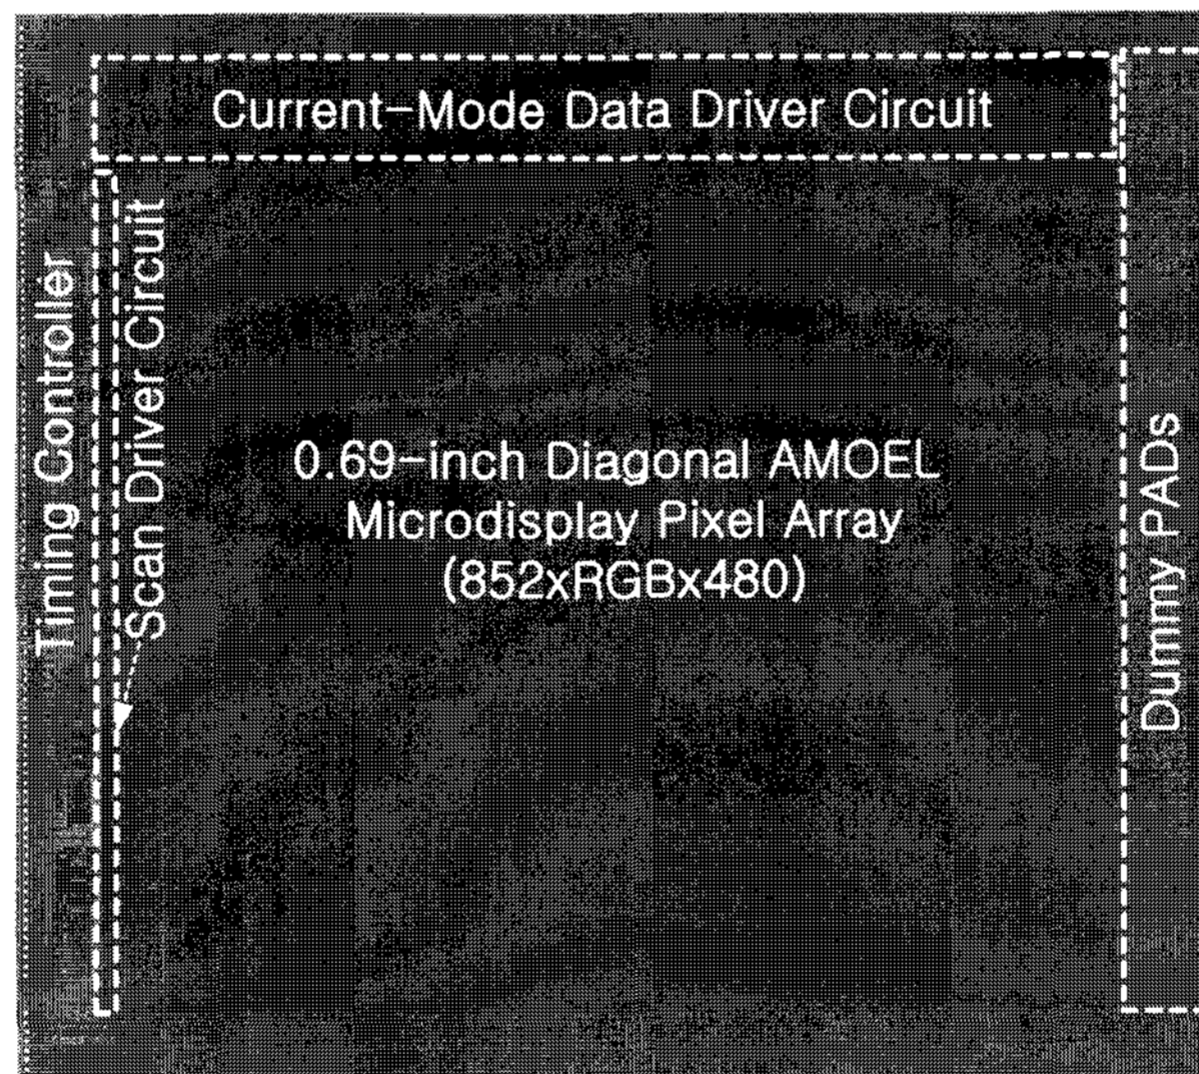 Current-Mode Data Driver Circuit
Timing Controller
Scan Driver Circuit
0.69-inch Diagonal AMOEL
Microdisplay Pixel Array
(852xRGBx480)
Dummy PADs